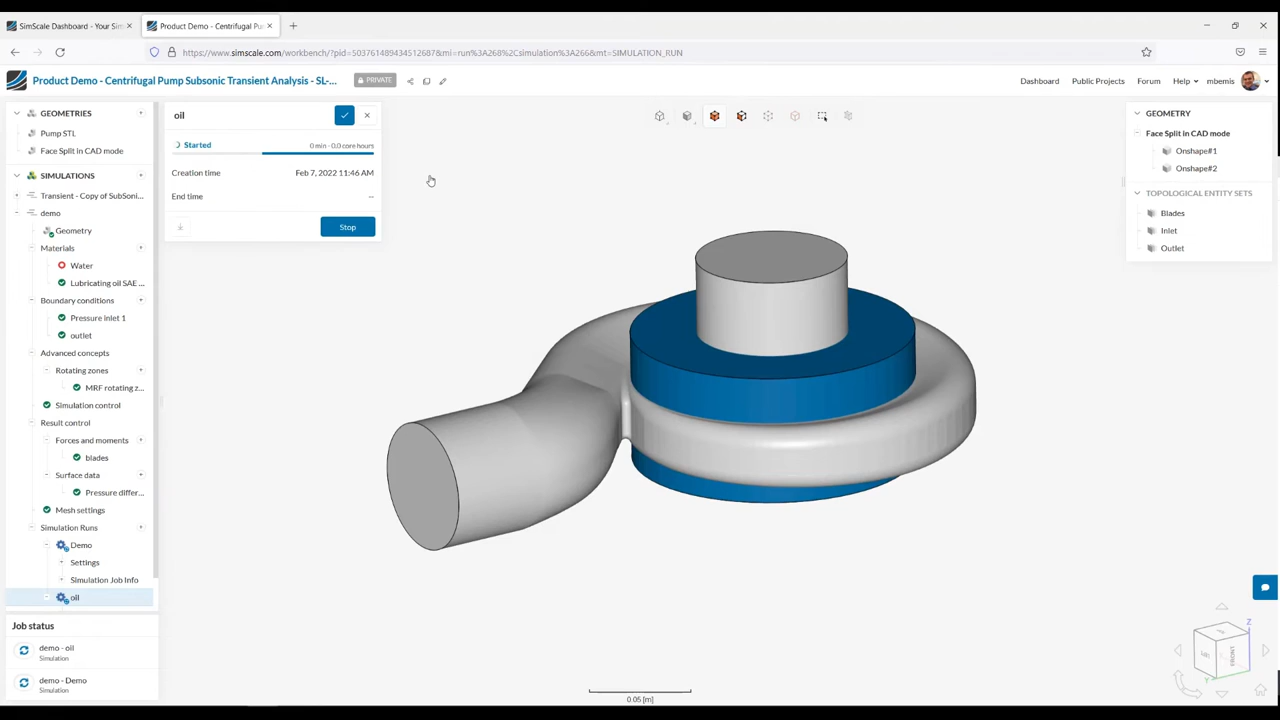 SimScale Dashboard - Your Sim
Product Demo - Centrifugal Pu
https://www.simscale.com/workbench/?pid=503761489434512687&mi=run%3A268%2Csimulation%3A266&mt=SIMULATION_RUN
Product Demo - Centrifugal Pump Subsonic Transient Analysis - SL-...
PRIVATE
Dashboard
Public Projects
Forum
Help
mbemis
GEOMETRIES
Pump STL
Face Split in CAD mode
SIMULATIONS
Transient - Copy of SubSoni...
demo
Geometry
Materials
Water
Lubricating oil SAE ...
Boundary conditions
Pressure inlet 1
outlet
Advanced concepts
Rotating zones
MRF rotating z...
Simulation control
Result control
Forces and moments
blades
Surface data
Pressure differ...
Mesh settings
Simulation Runs
Demo
Settings
Simulation Job Info
oil
Job status
demo - oil
Simulation
demo - Demo
Simulation
oil
Started 0 min - 0.0 core hours
Creation time Feb 7, 2022 11:46 AM
End time --
Stop
GEOMETRY
Face Split in CAD mode
Onshape#1
Onshape#2
TOPOLOGICAL ENTITY SETS
Blades
Inlet
Outlet
0.05 [m]
Z
Y